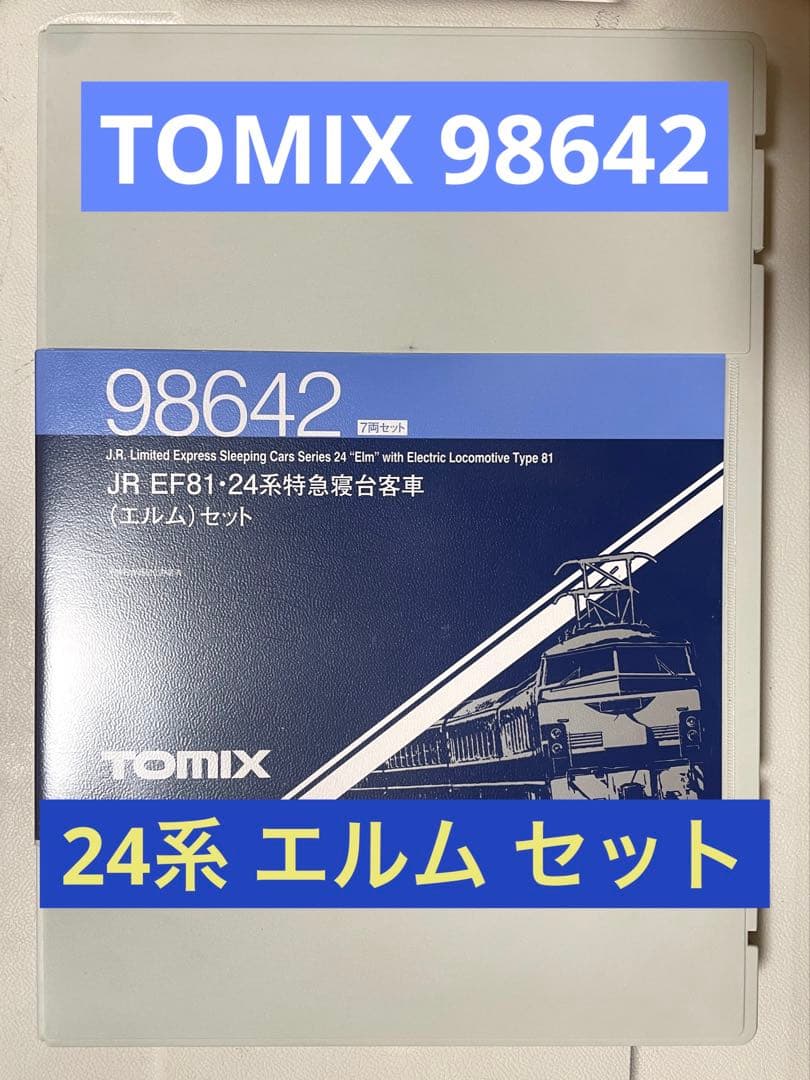 TOMIX 98642
98642 7両セット
J.R. Limited Express Sleeping Cars Series 24 "Elm" with Electric Locomotive Type 81
JR EF81・24系特急寝台客車
(エルム)セット
TOMIX
24系 エルム セット